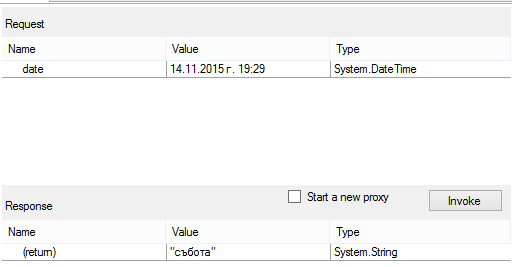 Request
Name Value Type
date 14.11.2015 г. 19:29 System.DateTime
Start a new proxy Invoke
Response
Name Value Type
(return) "събота" System.String